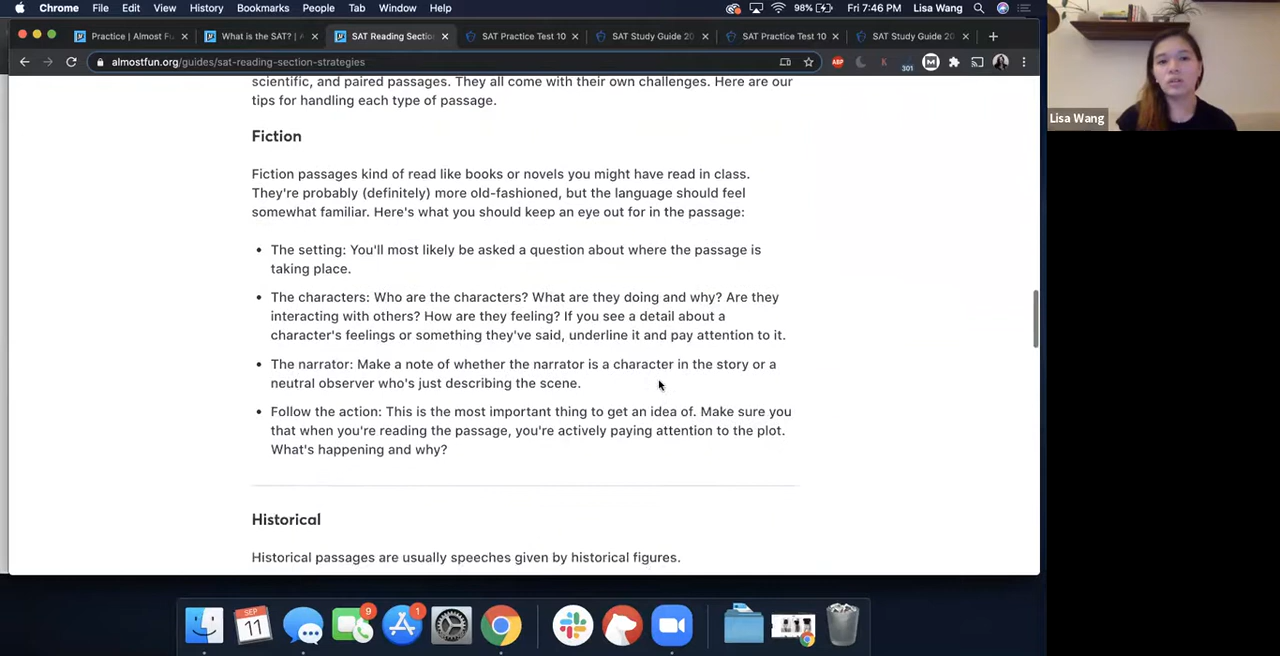 Chrome File Edit View History Bookmarks People Tab Window Help 98% Fri 7:46 PM Lisa Wang
Practice | Almost Fu
What is the SAT? | A
SAT Reading Sectio
SAT Practice Test 10
SAT Study Guide 20
SAT Practice Test 10
SAT Study Guide 20
almostfun.org/guides/sat-reading-section-strategies
ABP
K
301
M
Lisa Wang
scientific, and paired passages. They all come with their own challenges. Here are our
tips for handling each type of passage.
Fiction
Fiction passages kind of read like books or novels you might have read in class.
They're probably (definitely) more old-fashioned, but the language should feel
somewhat familiar. Here's what you should keep an eye out for in the passage:
• The setting: You'll most likely be asked a question about where the passage is
taking place.
• The characters: Who are the characters? What are they doing and why? Are they
interacting with others? How are they feeling? If you see a detail about a
character's feelings or something they've said, underline it and pay attention to it.
• The narrator: Make a note of whether the narrator is a character in the story or a
neutral observer who's just describing the scene.
• Follow the action: This is the most important thing to get an idea of. Make sure you
that when you're reading the passage, you're actively paying attention to the plot.
What's happening and why?
Historical
Historical passages are usually speeches given by historical figures.
SEP
11
9
1